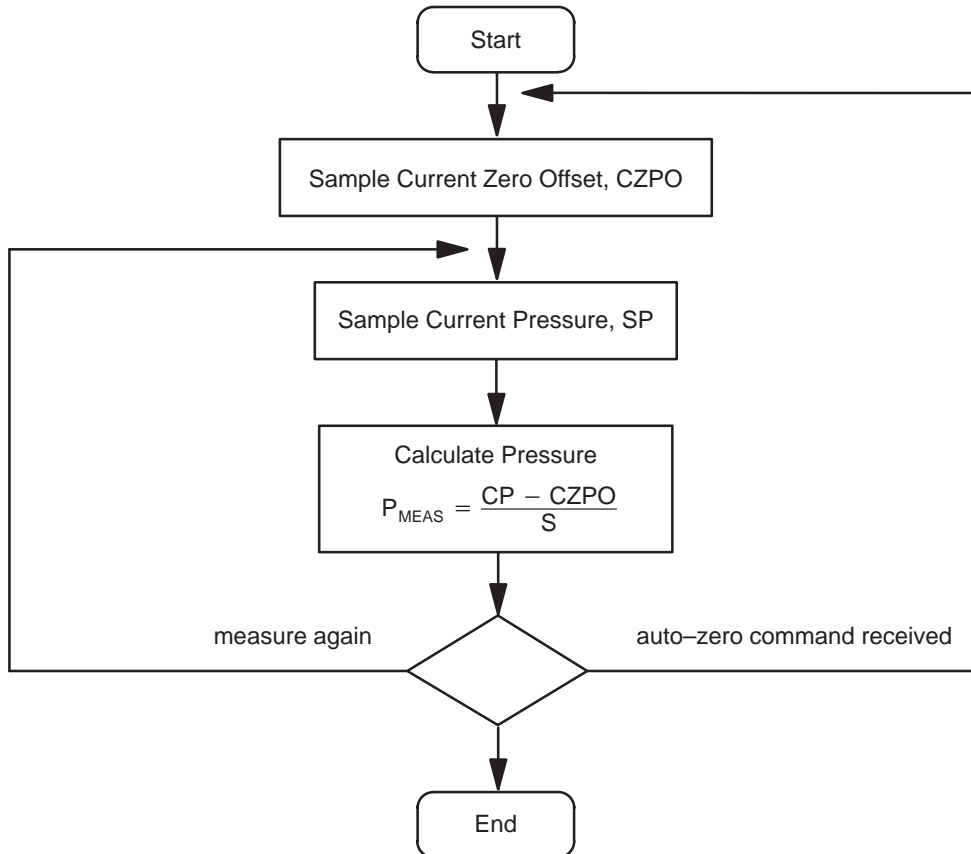 Start
Sample Current Zero Offset, CZPO
Sample Current Pressure, SP
Calculate Pressure
P_MEAS = (CP – CZPO) / S
measure again
auto–zero command received
End